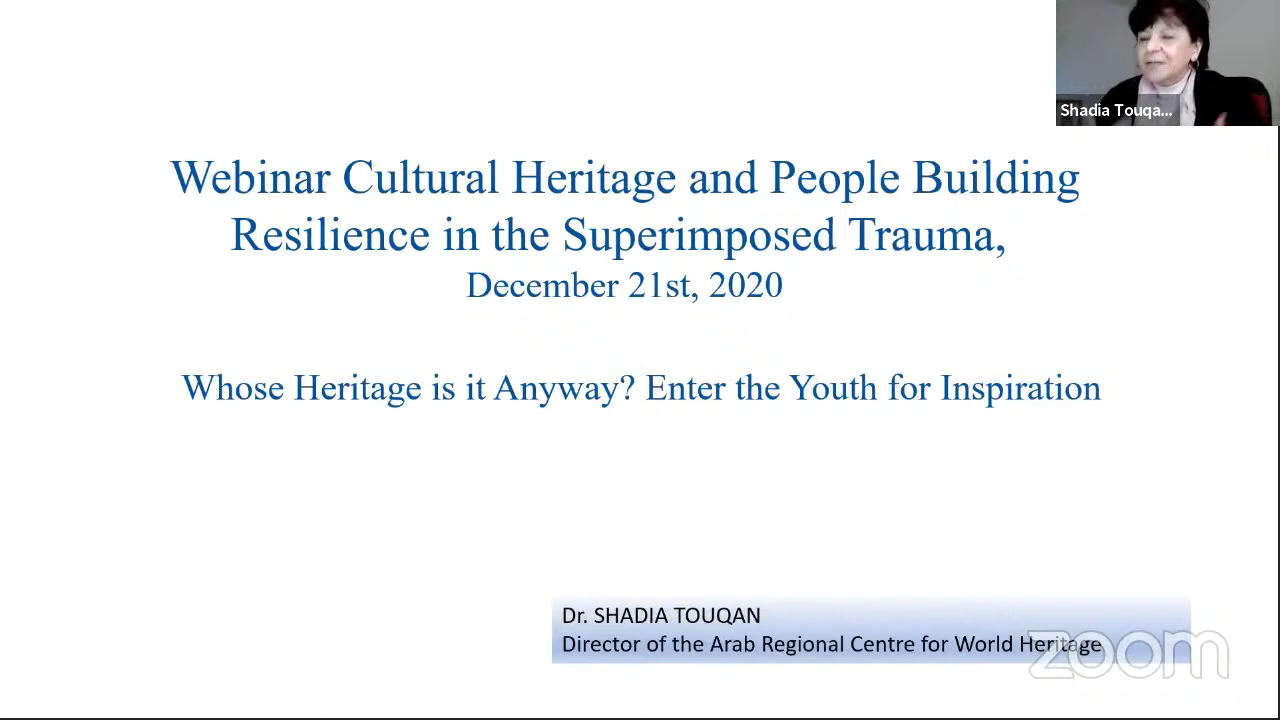 Shadia Touqa...
Webinar Cultural Heritage and People Building
Resilience in the Superimposed Trauma,
December 21st, 2020
Whose Heritage is it Anyway? Enter the Youth for Inspiration
Dr. SHADIA TOUQAN
Director of the Arab Regional Centre for World Heritage
zoom